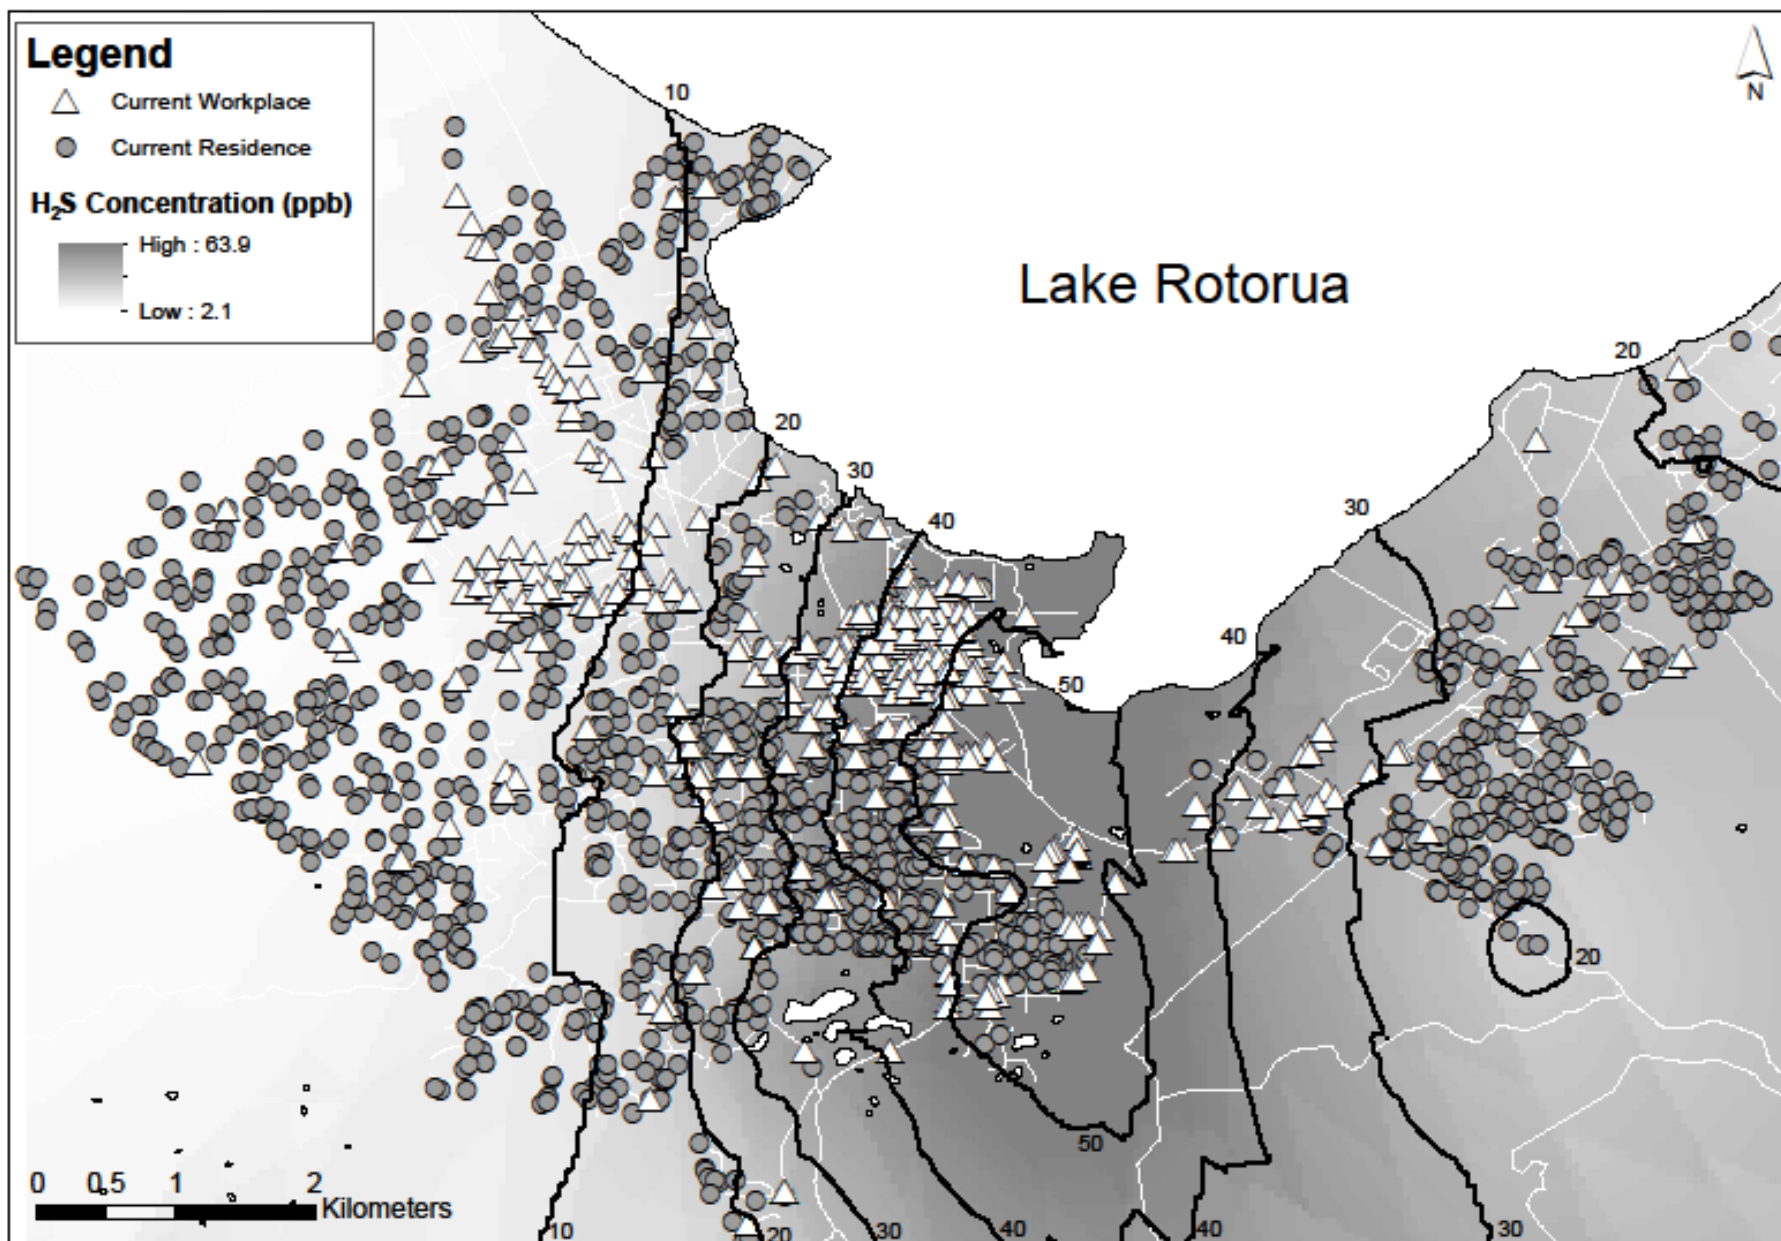 Legend
Current Workplace
Current Residence
H₂S Concentration (ppb)
High : 63.9
Low : 2.1
N
Lake Rotorua
10
20
30
40
50
40
30
20
20
50
0 0.5 1 2
Kilometers
10
20
30
40
40
30